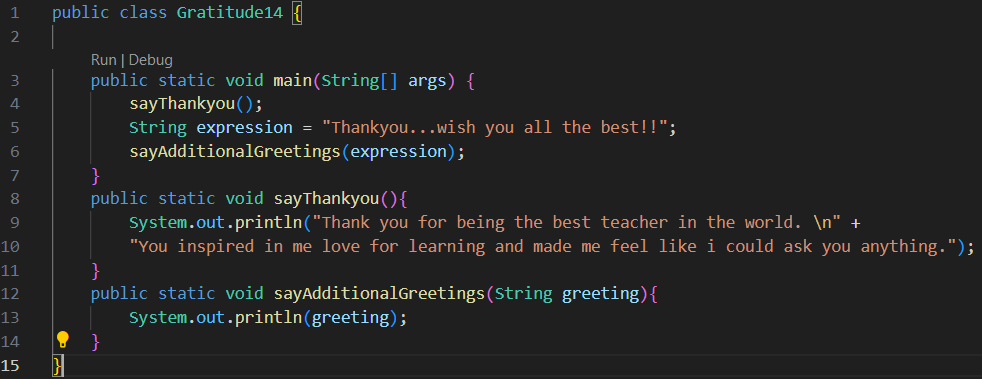 1 public class Gratitude14 {
2
Run | Debug
3 public static void main(String[] args) {
4 sayThankyou();
5 String expression = "Thankyou...wish you all the best!!";
6 sayAdditionalGreetings(expression);
7 }
8 public static void sayThankyou(){
9 System.out.println("Thank you for being the best teacher in the world. \n" +
10 "You inspired in me love for learning and made me feel like i could ask you anything.");
11 }
12 public static void sayAdditionalGreetings(String greeting){
13 System.out.println(greeting);
14 }
15 }